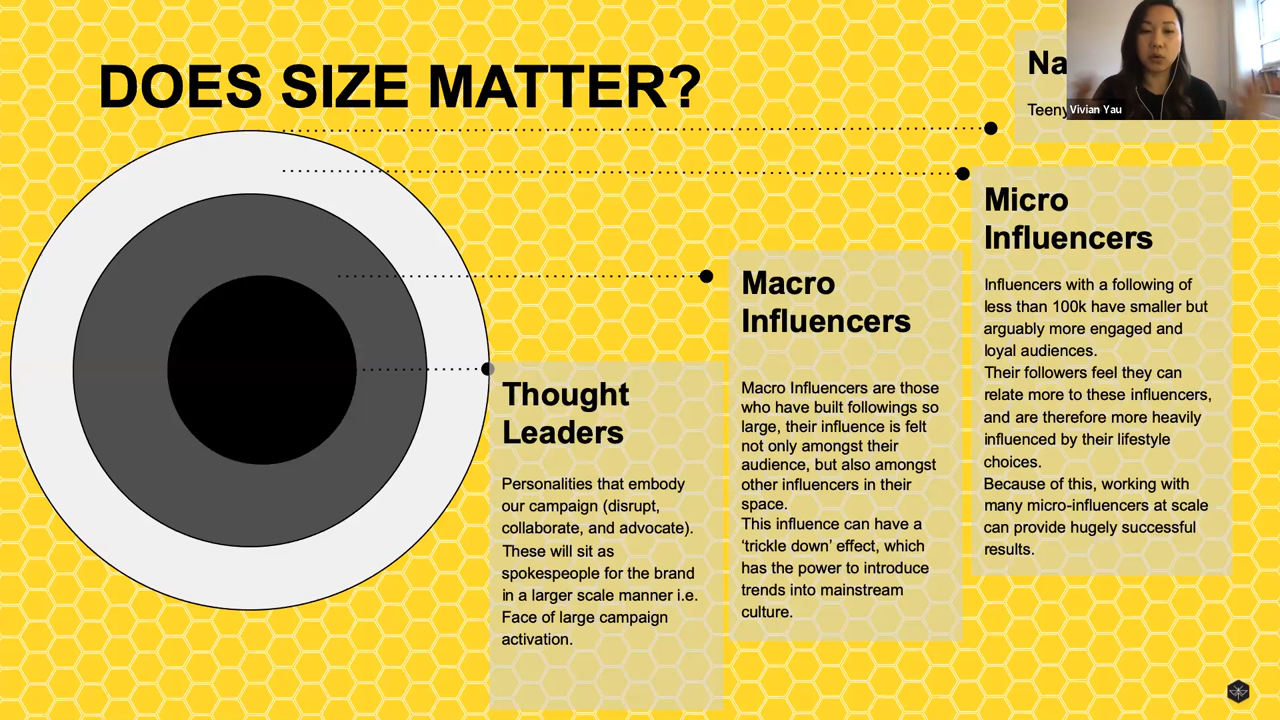 DOES SIZE MATTER?
Na
Teeny
Vivian Yau
Micro
Influencers
Influencers with a following of
less than 100k have smaller but
arguably more engaged and
loyal audiences.
Their followers feel they can
relate more to these influencers,
and are therefore more heavily
influenced by their lifestyle
choices.
Because of this, working with
many micro-influencers at scale
can provide hugely successful
results.
Macro
Influencers
Macro Influencers are those
who have built followings so
large, their influence is felt
not only amongst their
audience, but also amongst
other influencers in their
space.
This influence can have a
‘trickle down’ effect, which
has the power to introduce
trends into mainstream
culture.
Thought
Leaders
Personalities that embody
our campaign (disrupt,
collaborate, and advocate).
These will sit as
spokespeople for the brand
in a larger scale manner i.e.
Face of large campaign
activation.